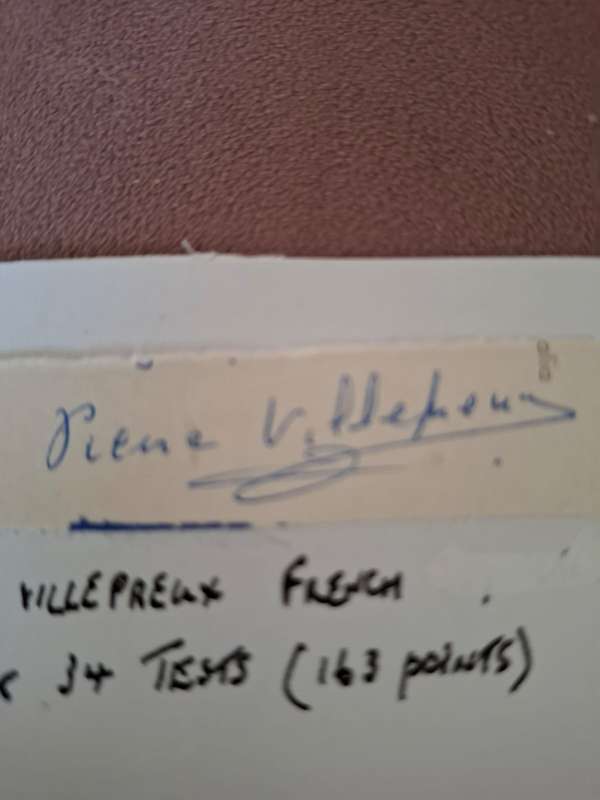 Pierre Villepreux
VILLEPREUX FRENCH
34 TESTS (163 POINTS)